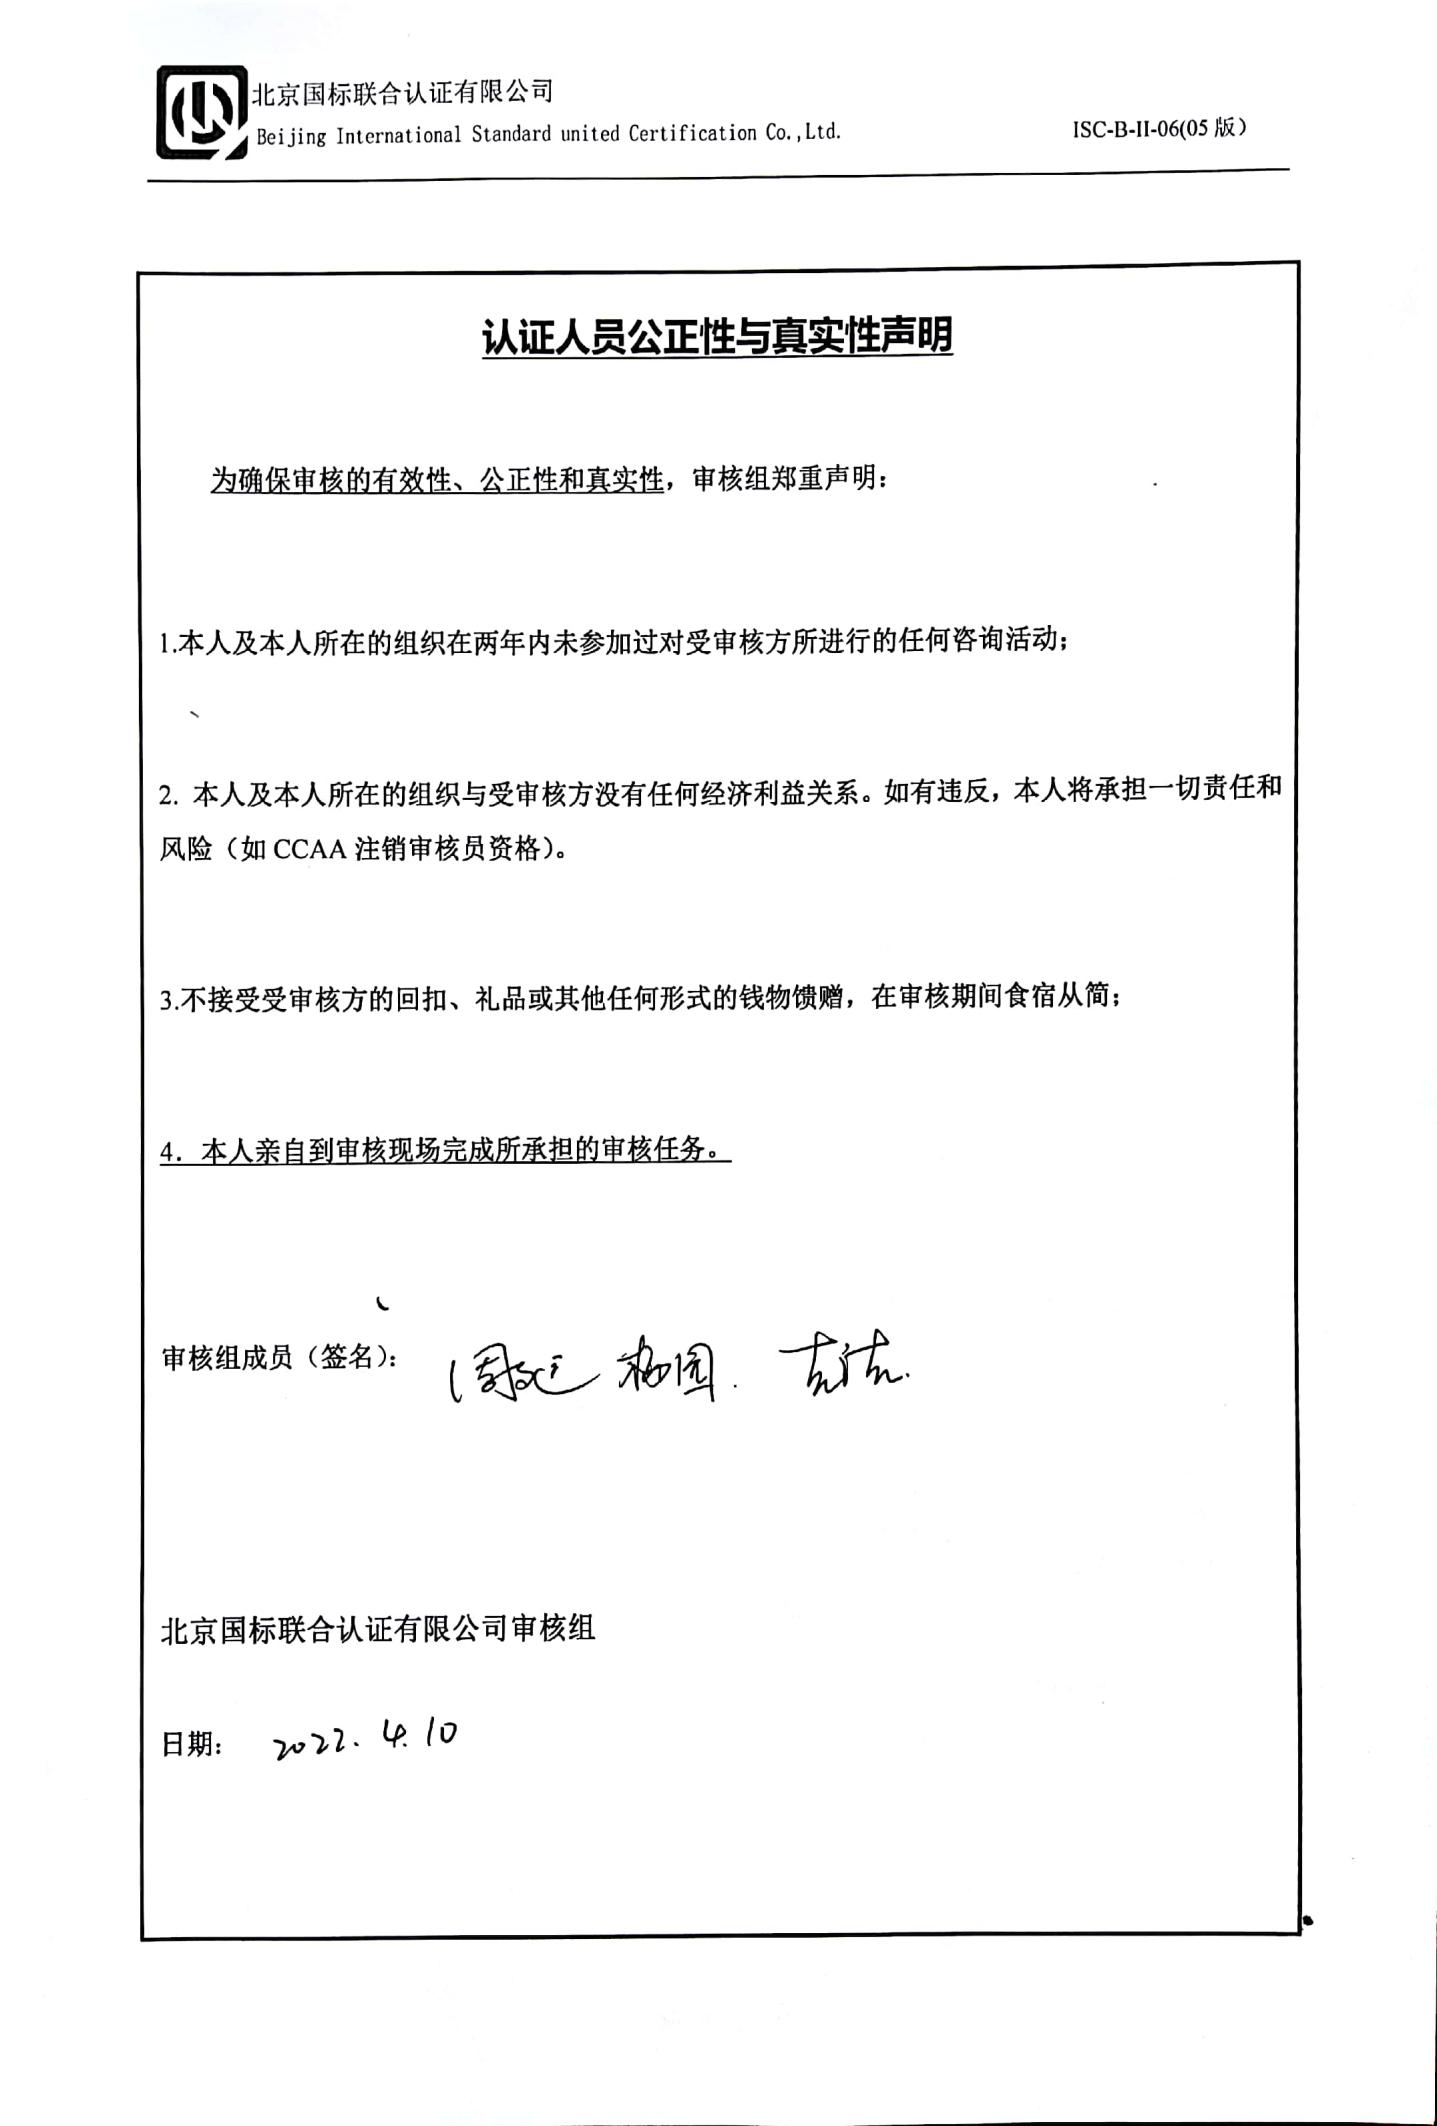 北京国标联合认证有限公司
Beijing International Standard united Certification Co.,Ltd.
ISC-B-II-06(05 版）
认证人员公正性与真实性声明
为确保审核的有效性、公正性和真实性，审核组郑重声明：
1.本人及本人所在的组织在两年内未参加过对受审核方所进行的任何咨询活动；
2. 本人及本人所在的组织与受审核方没有任何经济利益关系。如有违反，本人将承担一切责任和
风险（如 CCAA 注销审核员资格）。
3.不接受受审核方的回扣、礼品或其他任何形式的钱物馈赠，在审核期间食宿从简；
4．本人亲自到审核现场完成所承担的审核任务。
审核组成员（签名）：
北京国标联合认证有限公司审核组
日期： 2022. 4. 10